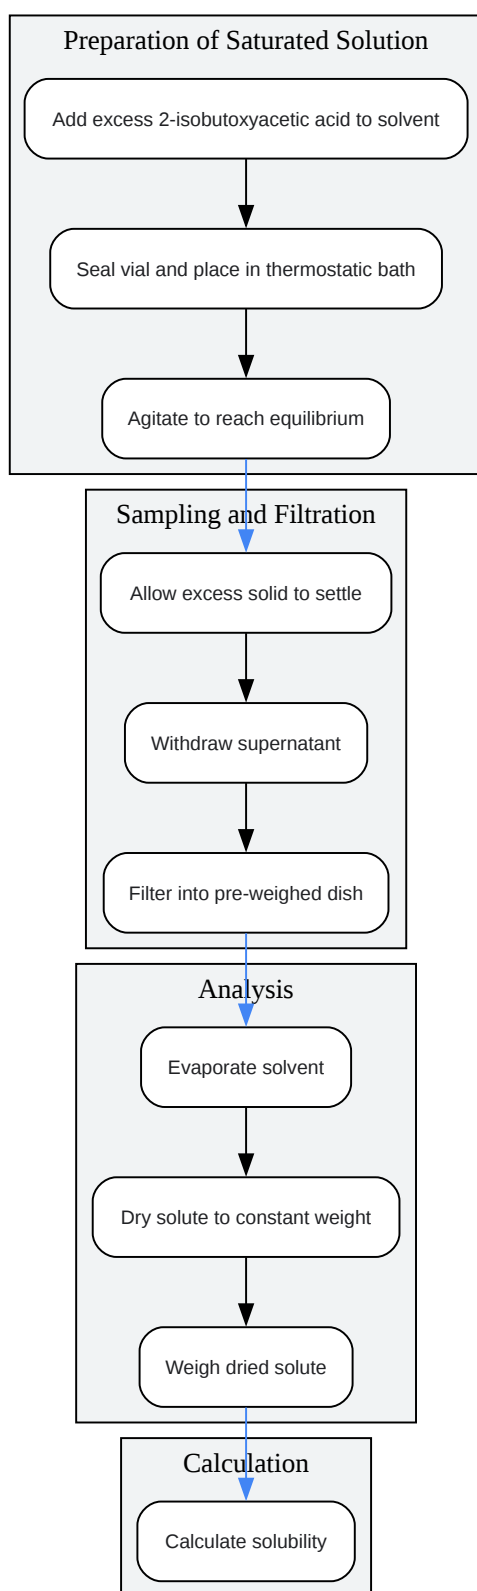 Preparation of Saturated Solution
Add excess 2-isobutoxyacetic acid to solvent
Seal vial and place in thermostatic bath
Agitate to reach equilibrium
Sampling and Filtration
Allow excess solid to settle
Withdraw supernatant
Filter into pre-weighed dish
Analysis
Evaporate solvent
Dry solute to constant weight
Weigh dried solute
Calculation
Calculate solubility